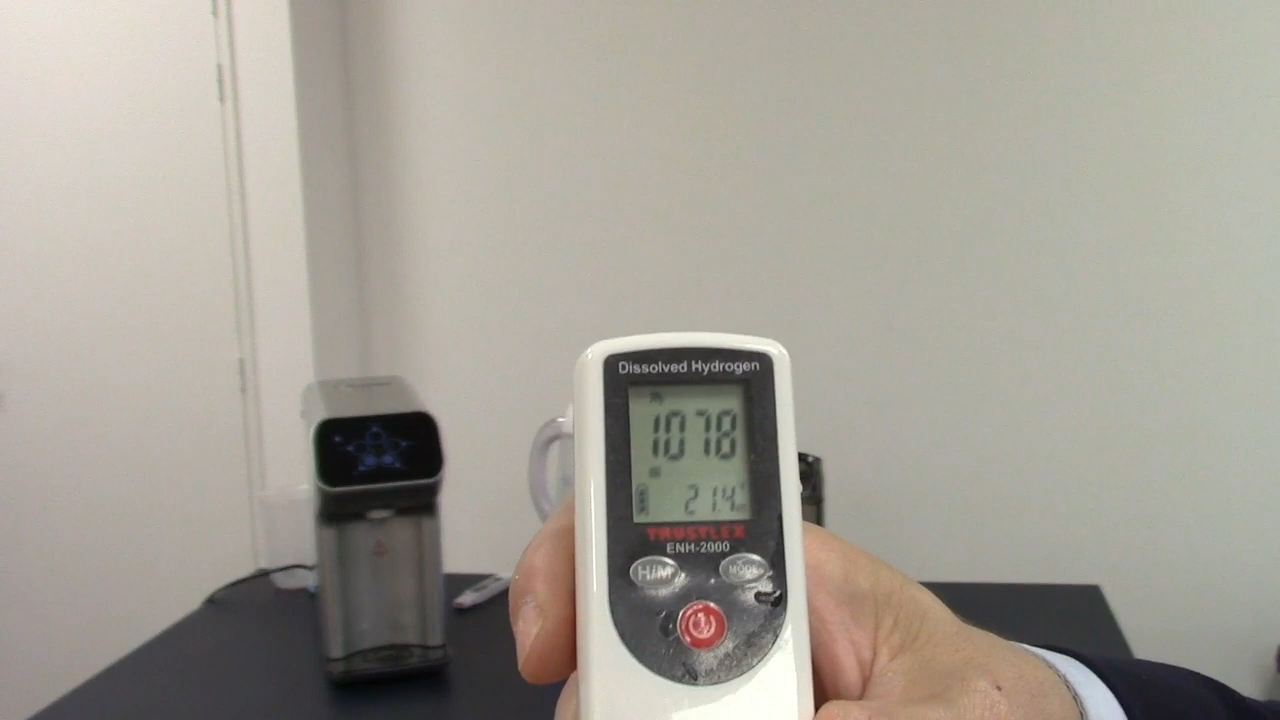 Dissolved Hydrogen
1078
21.4
TRUSTLEX
ENH-2000
H/M
MODE